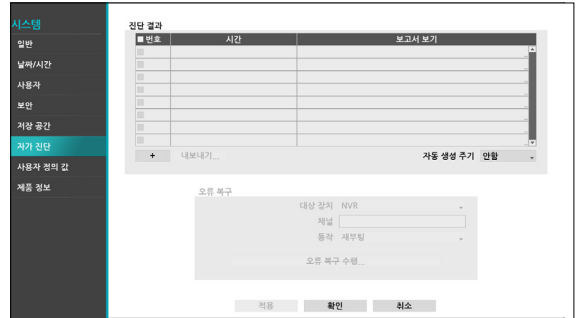 시스템
일반
날짜/시간
사용자
보안
저장 공간
자가 진단
사용자 정의 값
제품 정보
진단 결과
번호 시간 보고서 보기
+ 내보내기... 자동 생성 주기 안함
오류 복구
대상 장치 NVR
채널
동작 재부팅
오류 복구 수행...
적용 확인 취소